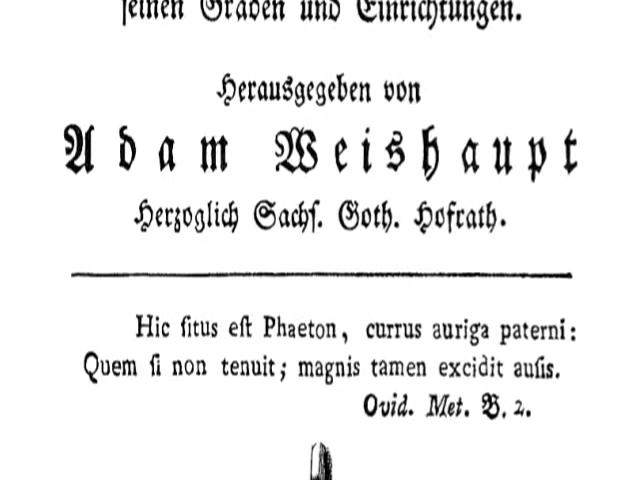 ſeinen Graden und Einrichtungen.
Herausgegeben von
Adam Weishaupt
Herzoglich Sachſ. Goth. Hofrath.
Hic ſitus eſt Phaeton, currus auriga paterni:
Quem ſi non tenuit; magnis tamen excidit auſis.
Ovid. Met. B. 2.